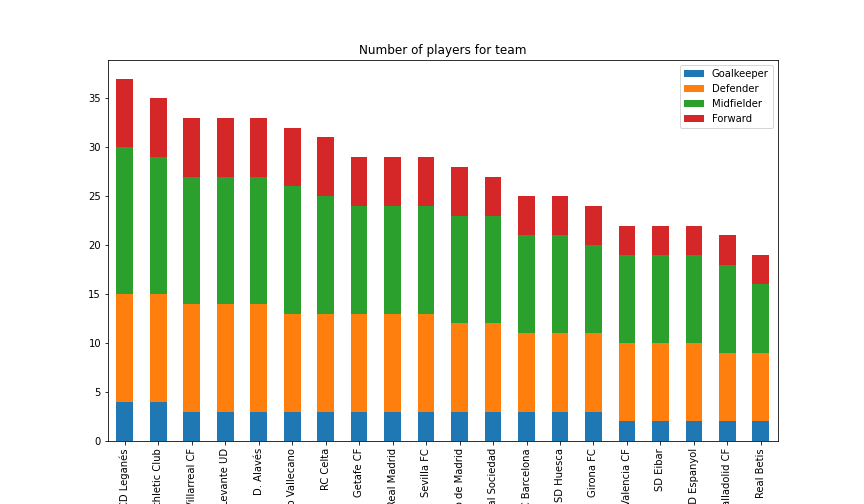 Number of players for team
Goalkeeper
Defender
Midfielder
Forward
35
30
25
20
15
10
5
0
D Leganés
thletic Club
Villarreal CF
Levante UD
D. Alavés
o Vallecano
RC Celta
Getafe CF
Real Madrid
Sevilla FC
o de Madrid
al Sociedad
Barcelona
SD Huesca
Girona FC
Valencia CF
SD Eibar
D Espanyol
lladolid CF
Real Betis